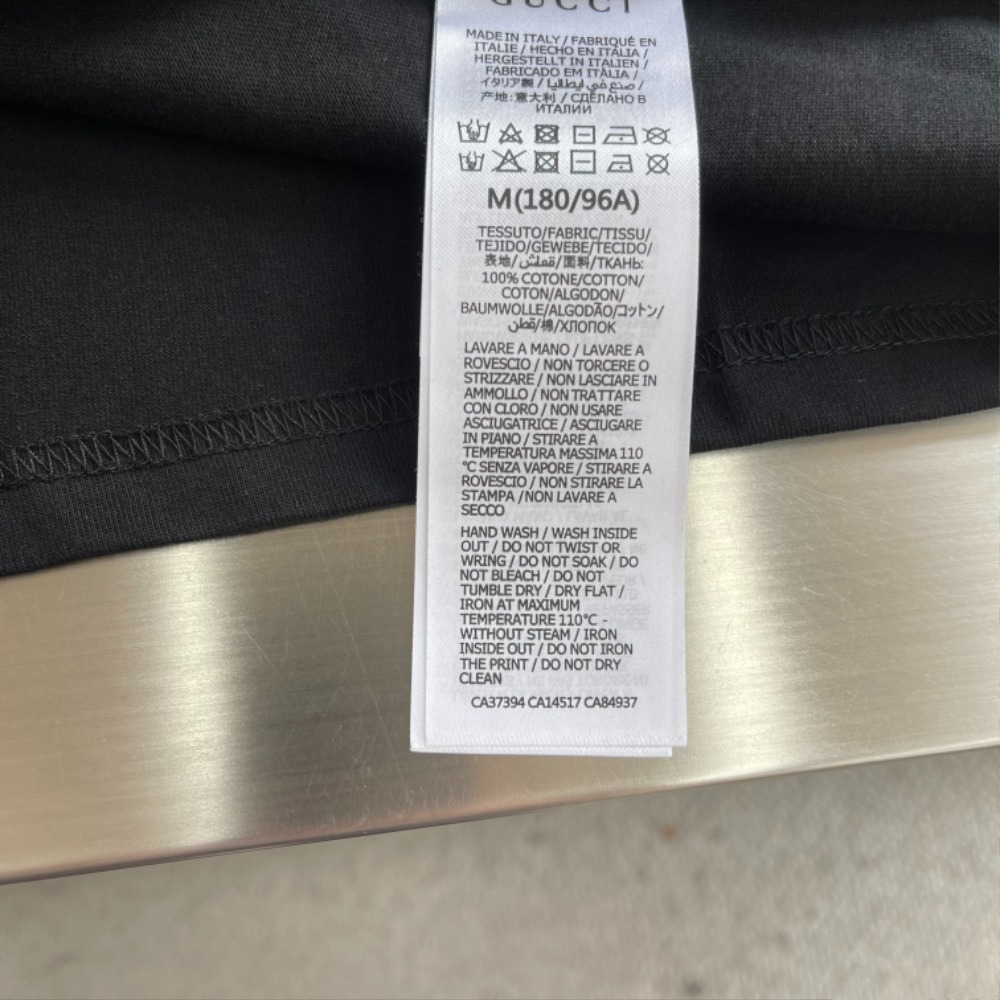 GUCCI
MADE IN ITALY / FABRIQUÉ EN
ITALIE / HECHO EN ITALIA /
HERGESTELLT IN ITALIEN /
FABRICADO EM ITÁLIA /
イタリア製 / صنع في إيطاليا /
产地:意大利 / СДЕЛАНО В
ИТАЛИИ
M(180/96A)
TESSUTO/FABRIC/TISSU/
TEJIDO/GEWEBE/TECIDO/
表地/قماش/面料/ТКАНЬ:
100% COTONE/COTTON/
COTON/ALGODÓN/
BAUMWOLLE/ALGODÃO/コットン/
قطن/棉/ХЛОПОК
LAVARE A MANO / LAVARE A
ROVESCIO / NON TORCERE O
STRIZZARE / NON LASCIARE IN
AMMOLLO / NON TRATTARE
CON CLORO / NON USARE
ASCIUGATRICE / ASCIUGARE
IN PIANO / STIRARE A
TEMPERATURA MASSIMA 110
°C SENZA VAPORE / STIRARE A
ROVESCIO / NON STIRARE LA
STAMPA /NON LAVARE A
SECCO
HAND WASH / WASH INSIDE
OUT / DO NOT TWIST OR
WRING / DO NOT SOAK / DO
NOT BLEACH / DO NOT
TUMBLE DRY / DRY FLAT /
IRON AT MAXIMUM
TEMPERATURE 110°C -
WITHOUT STEAM / IRON
INSIDE OUT / DO NOT IRON
THE PRINT / DO NOT DRY
CLEAN
CA37394 CA14517 CA84937